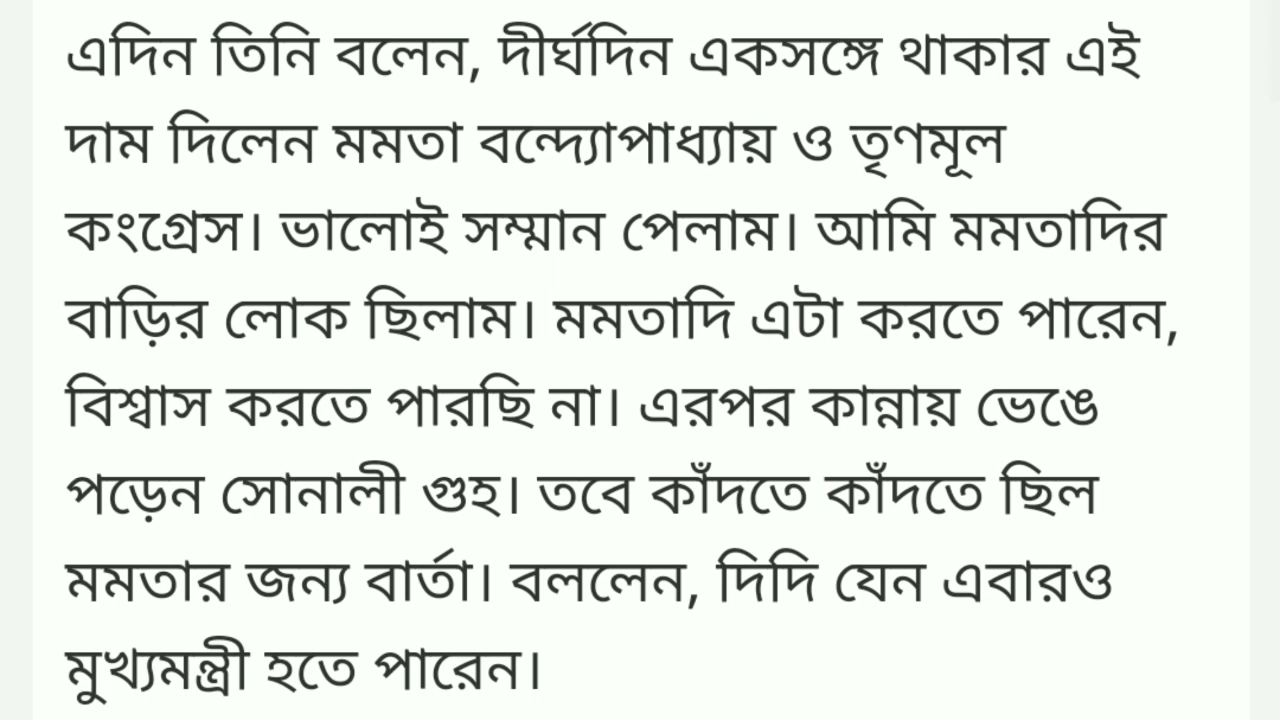 এদিন তিনি বলেন, দীর্ঘদিন একসঙ্গে থাকার এই
দাম দিলেন মমতা বন্দ্যোপাধ্যায় ও তৃণমূল
কংগ্রেস। ভালোই সম্মান পেলাম। আমি মমতাদির
বাড়ির লোক ছিলাম। মমতাদি এটা করতে পারেন,
বিশ্বাস করতে পারছি না। এরপর কান্নায় ভেঙে
পড়েন সোনালী গুহ। তবে কাঁদতে কাঁদতে ছিল
মমতার জন্য বার্তা। বললেন, দিদি যেন এবারও
মুখ্যমন্ত্রী হতে পারেন।